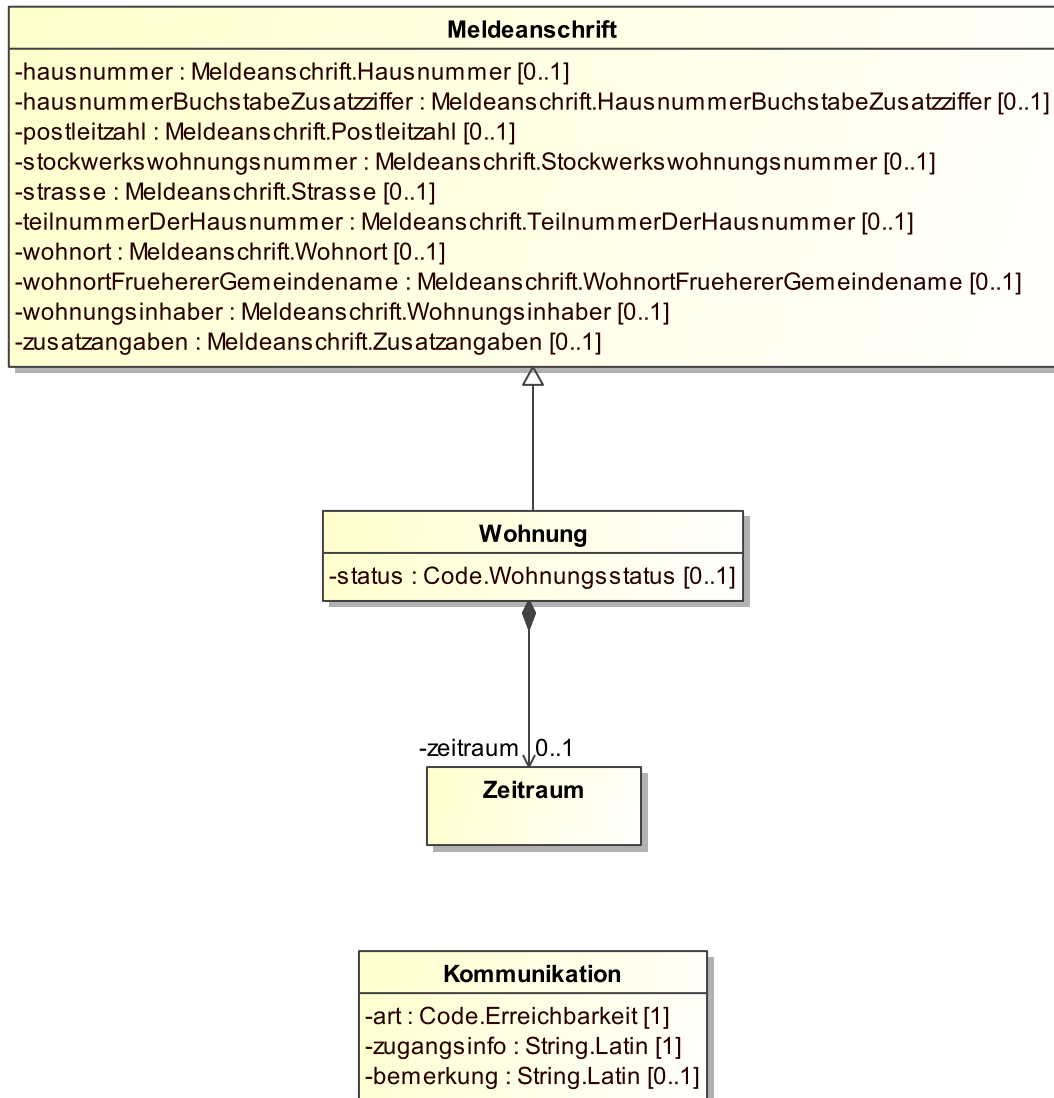 Meldeanschrift
-hausnummer : Meldeanschrift.Hausnummer [0..1]
-hausnummerBuchstabeZusatzziffer : Meldeanschrift.HausnummerBuchstabeZusatzziffer [0..1]
-postleitzahl : Meldeanschrift.Postleitzahl [0..1]
-stockwerkswohnungsnummer : Meldeanschrift.Stockwerkswohnungsnummer [0..1]
-strasse : Meldeanschrift.Strasse [0..1]
-teilnummerDerHausnummer : Meldeanschrift.TeilnummerDerHausnummer [0..1]
-wohnort : Meldeanschrift.Wohnort [0..1]
-wohnortFruehererGemeindename : Meldeanschrift.WohnortFruehererGemeindename [0..1]
-wohnungsinhaber : Meldeanschrift.Wohnungsinhaber [0..1]
-zusatzangaben : Meldeanschrift.Zusatzangaben [0..1]
Wohnung
-status : Code.Wohnungsstatus [0..1]
-zeitraum 0..1
Zeitraum
Kommunikation
-art : Code.Erreichbarkeit [1]
-zugangsinfo : String.Latin [1]
-bemerkung : String.Latin [0..1]